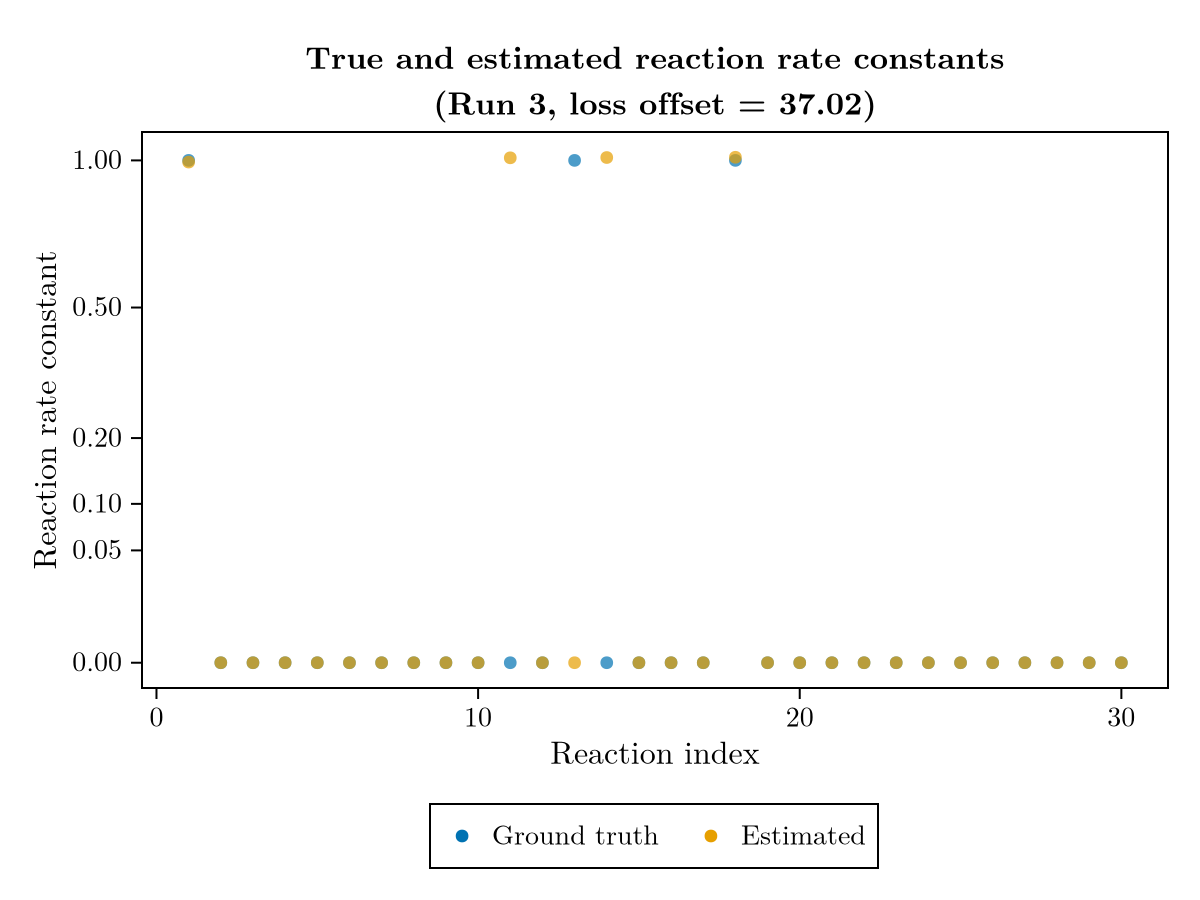 True and estimated reaction rate constants
(Run 3, loss offset = 37.02)
Reaction rate constant
1.00
0.50
0.20
0.10
0.05
0.00
0 10 20 30
Reaction index
Ground truth Estimated